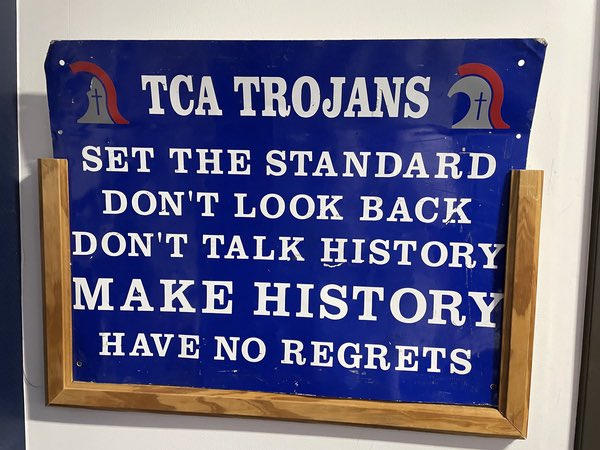 TCA TROJANS
SET THE STANDARD
DON'T LOOK BACK
DON'T TALK HISTORY
MAKE HISTORY
HAVE NO REGRETS